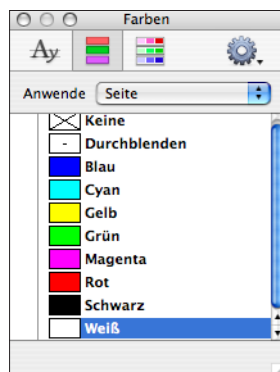 Farben
Ay
Anwende Seite
Keine
- Durchblenden
Blau
Cyan
Gelb
Grün
Magenta
Rot
Schwarz
Weiß